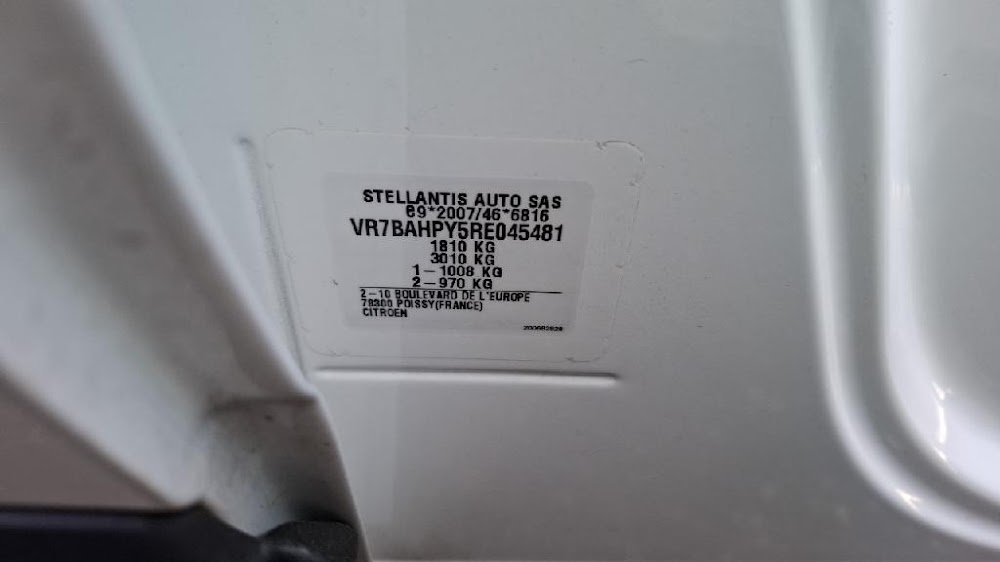 STELLANTIS AUTO SAS
e9*2007/46*6816
VR7BAHPY5RE045481
1810 KG
3010 KG
1-1008 KG
2-970 KG
2-10 BOULEVARD DE L'EUROPE
78300 POISSY(FRANCE)
CITROEN